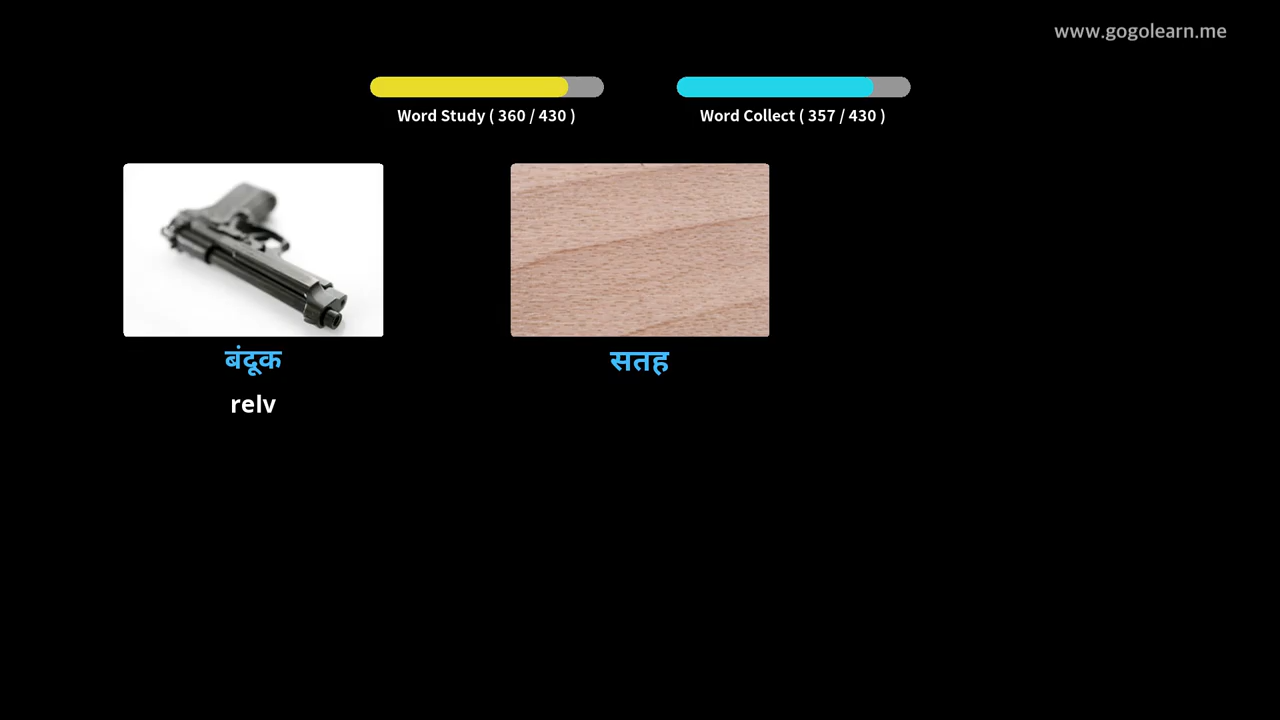 www.gogolearn.me
Word Study ( 360 / 430 )
Word Collect ( 357 / 430 )
बंदूक
सतह
relv